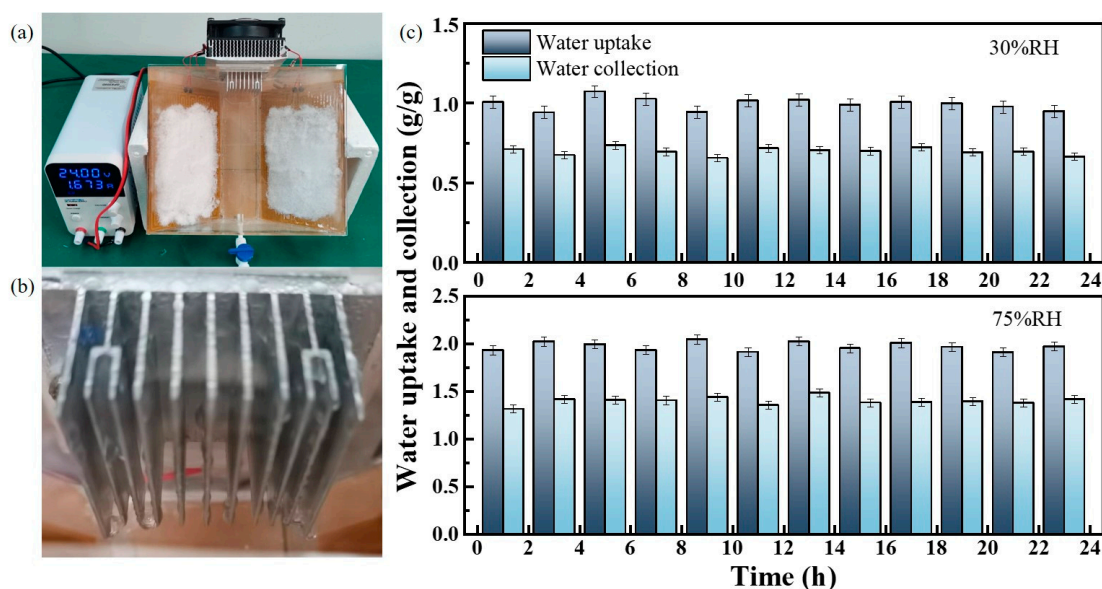 (a)
24.00 V
1.673 A
(b)
(c)
Water uptake and collection (g/g)
1.5
1.0
0.5
0.0
Water uptake
Water collection
30%RH
0 2 4 6 8 10 12 14 16 18 20 22 24
2.5
2.0
1.5
1.0
0.5
0.0
75%RH
0 2 4 6 8 10 12 14 16 18 20 22 24
Time (h)